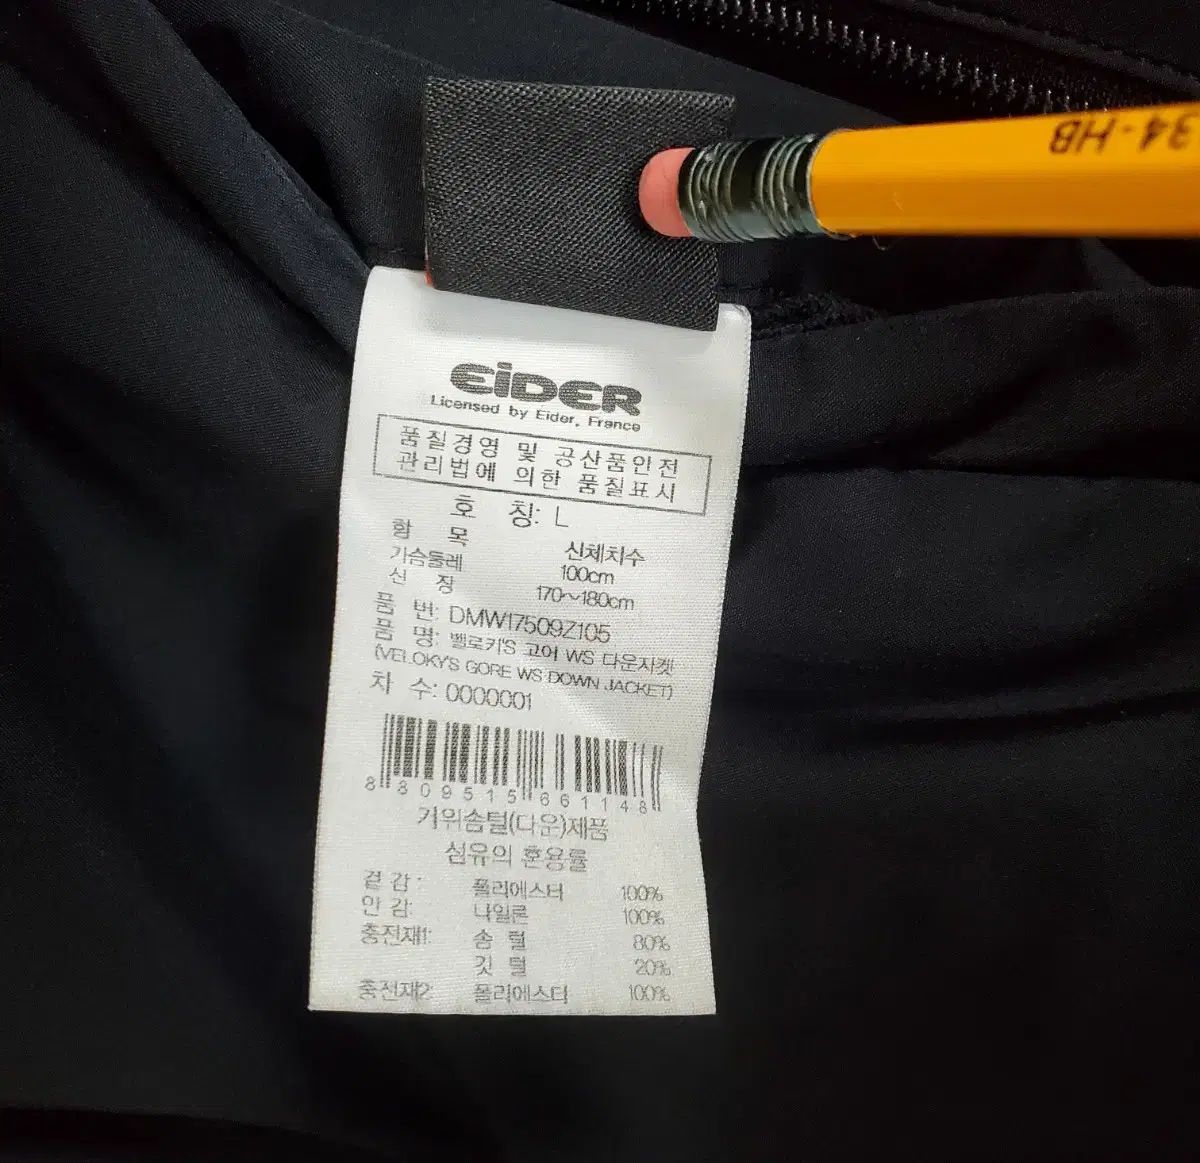 34-HB
EiDER
Licensed by Eider, France
품질경영 및 공산품안전
관리법에 의한 품질표시
호 칭: L
항 목 신체치수
가슴둘레 100cm
신 장 170~180cm
품 번: DMW17509Z105
품 명: 벨로키'S 고어 WS 다운자켓
(VELOKY'S GORE WS DOWN JACKET)
차 수: 0000001
8809515661148
거위솜털(다운)제품
섬유의 혼용률
겉감: 폴리에스터 100%
안감: 나일론 100%
충전재1: 솜털 80%
깃털 20%
충전재2: 폴리에스터 100%